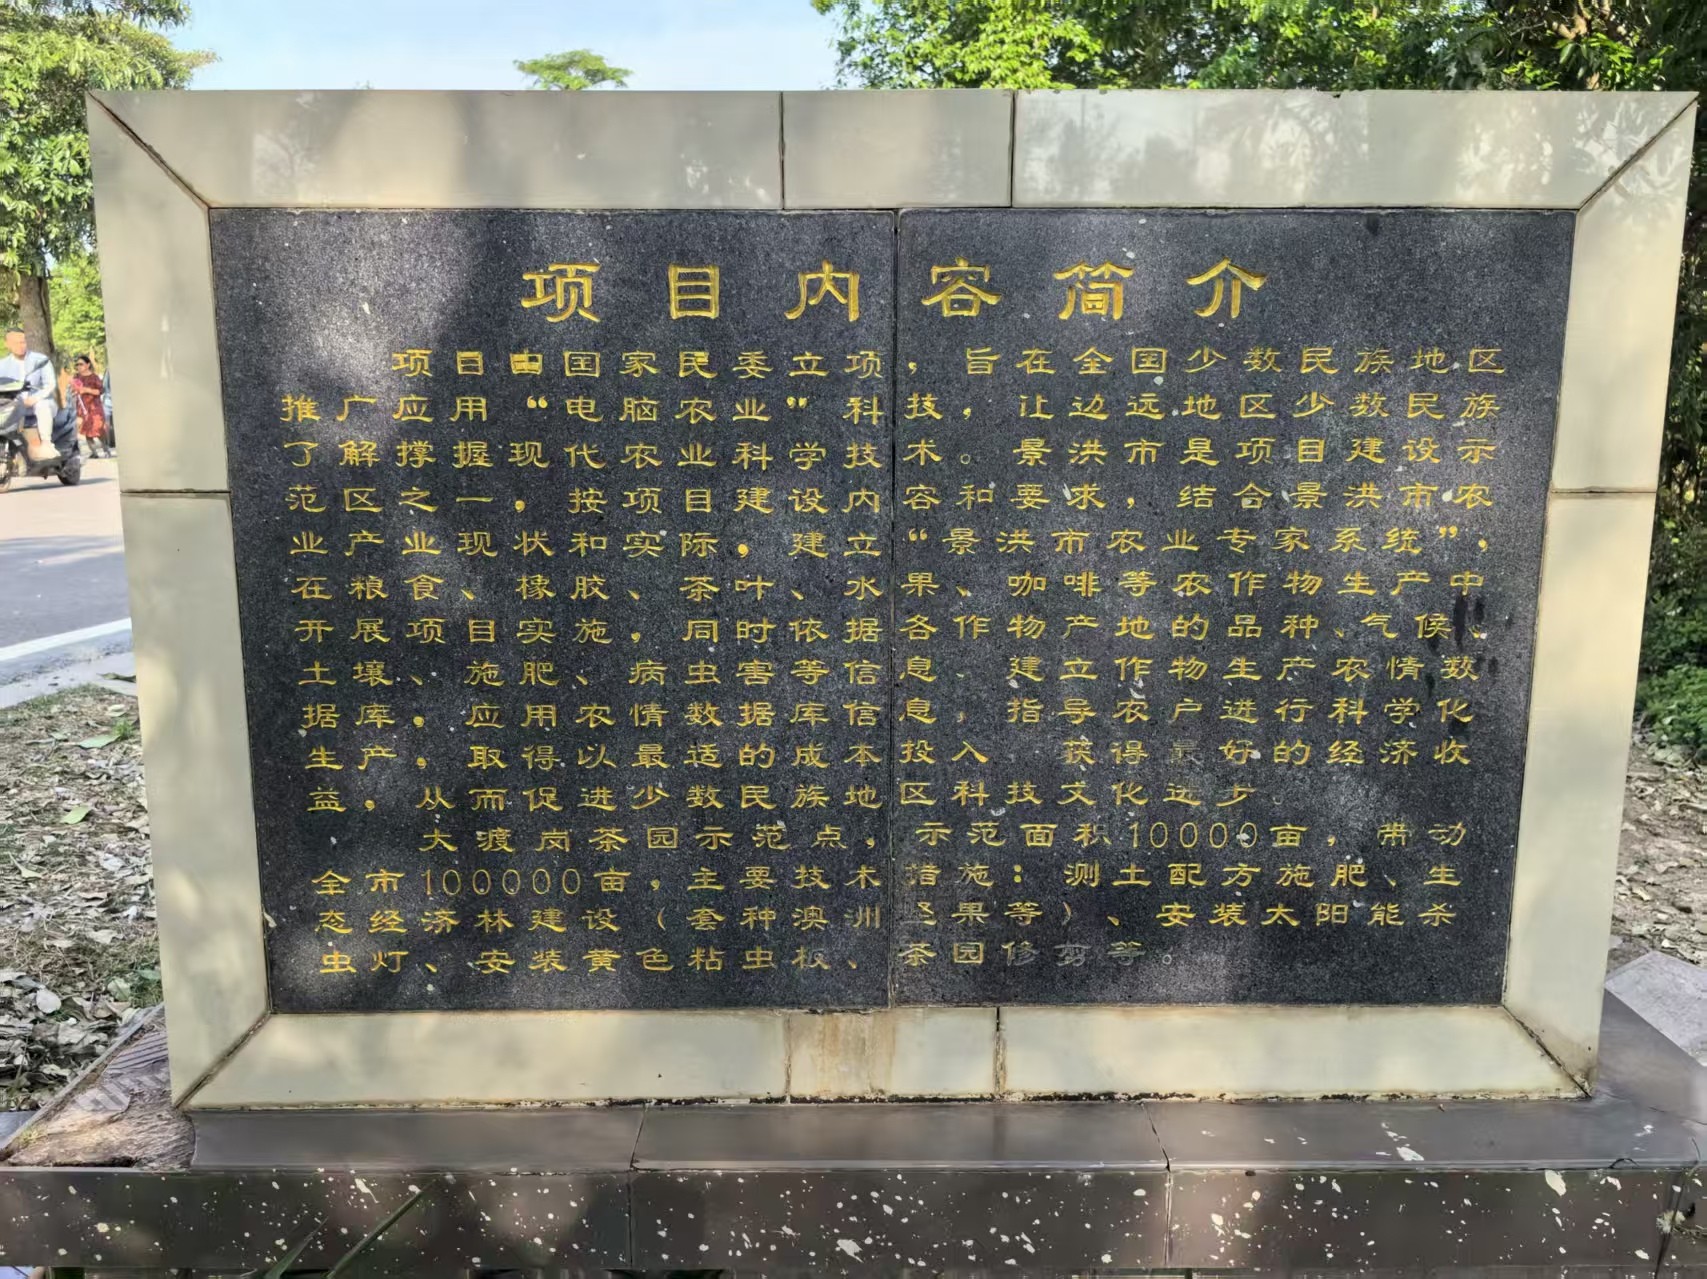 项目内容简介
项目由国家民委立项，旨在全国少数民族地区
推广应用“电脑农业”科技，让边远地区少数民族
了解撑握现代农业科学技术。景洪市是项目建设示
范区之一，按项目建设内容和要求，结合景洪市农
业产业现状和实际，建立“景洪市农业专家系统”，
在粮食、橡胶、茶叶、水果、咖啡等农作物生产中
开展项目实施，同时依据各作物产地的品种、气候、
土壤、施肥、病虫害等信息、建立作物生产农情数
据库。应用农情数据库信息，指导农户进行科学化
生产。取得以最少数适的成本投入 获得最好的经济收
益。从而促进少数民族地区科技文化进步.
大渡岗茶园示范点，示范面积10000亩，带动
全市100000亩，主要技术措施：测土配方施肥、生
态经济林建设（套种澳洲坚果等）、安装太阳能杀
虫灯、安装黄色粘虫板、茶园修剪等。